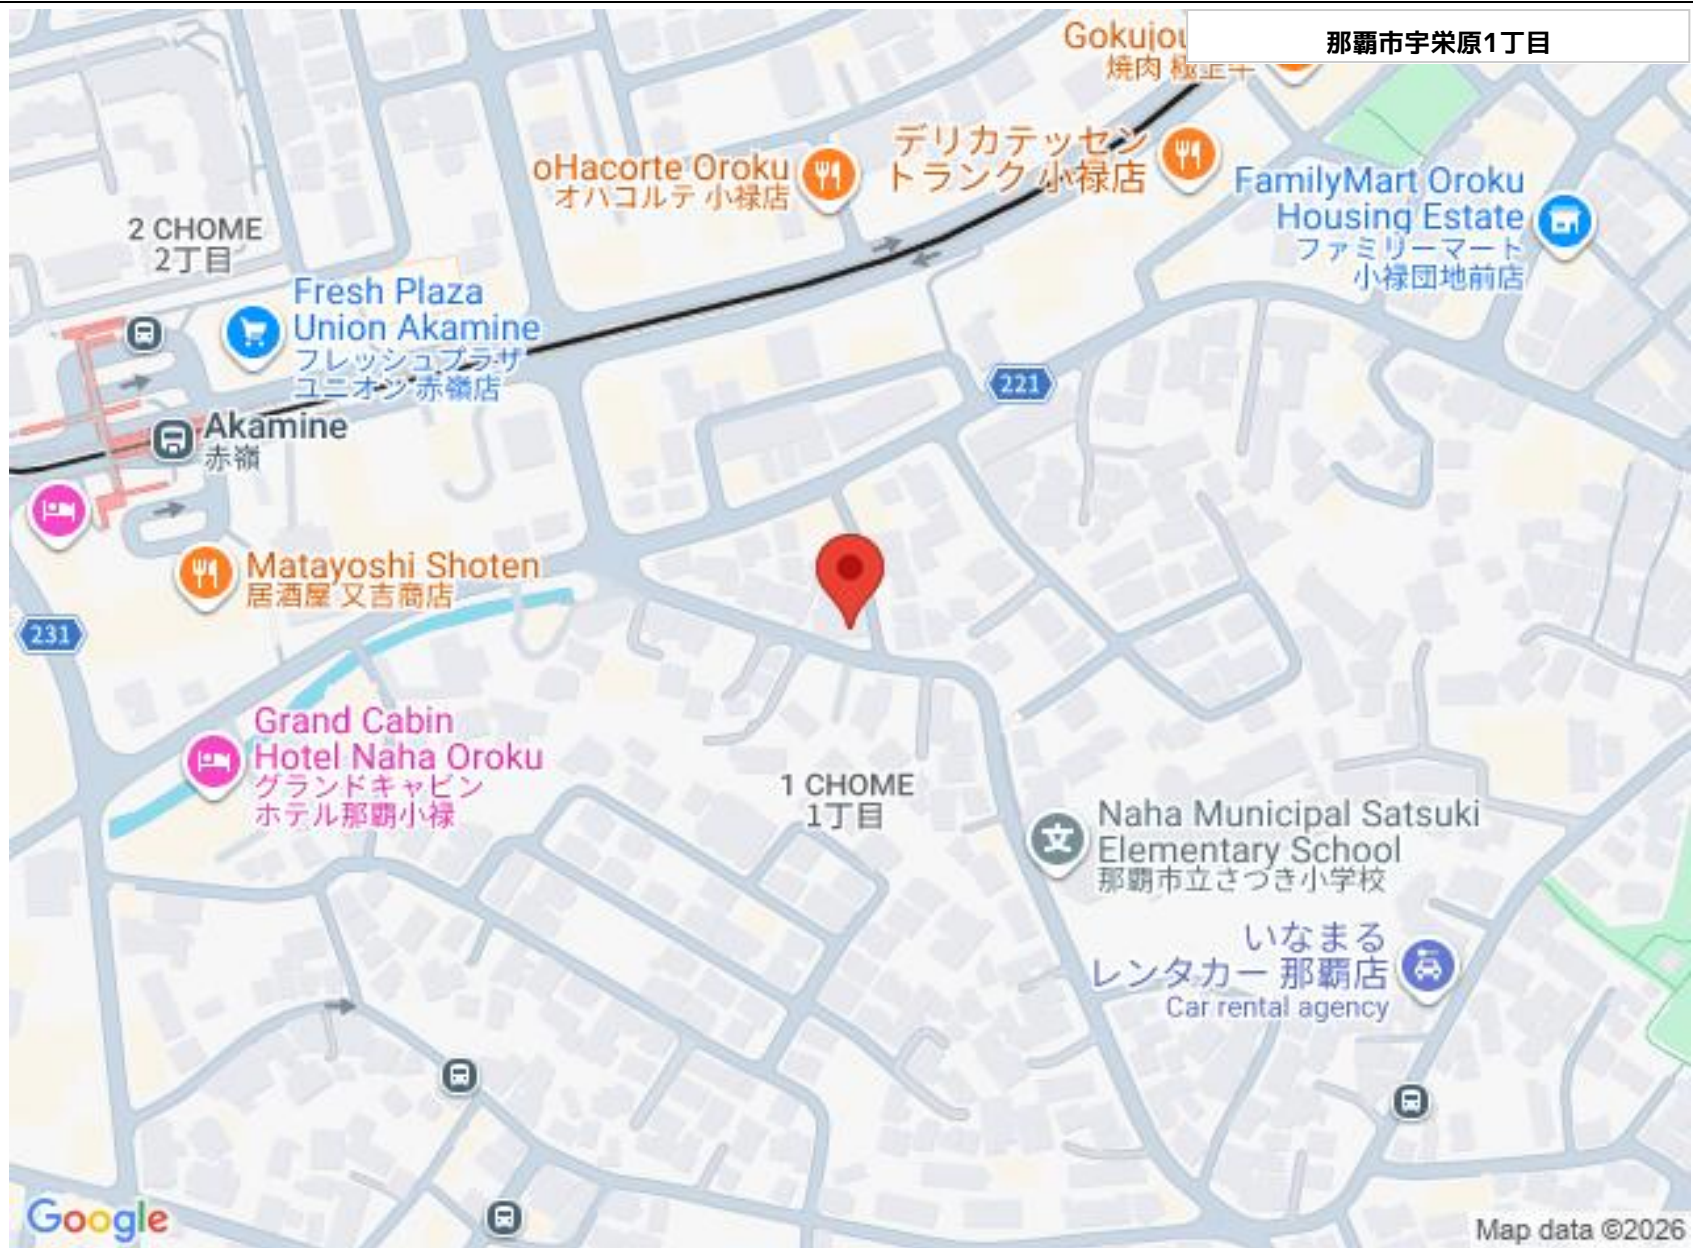 那覇市宇栄原1丁目
Gokujou
焼肉 極上牛
デリカテッセン
トランク 小禄店
oHacorte Oroku
オハコルテ 小禄店
FamilyMart Oroku
Housing Estate
ファミリーマート
小禄団地前店
2 CHOME
2丁目
Fresh Plaza
Union Akamine
フレッシュプラザ
ユニオン 赤嶺店
221
Akamine
赤嶺
Matayoshi Shoten
居酒屋 又吉商店
231
Grand Cabin
Hotel Naha Oroku
グランドキャビン
ホテル那覇小禄
1 CHOME
1丁目
文
Naha Municipal Satsuki
Elementary School
那覇市立さつき小学校
いなまる
レンタカー 那覇店
Car rental agency
Google
Map data ©2026